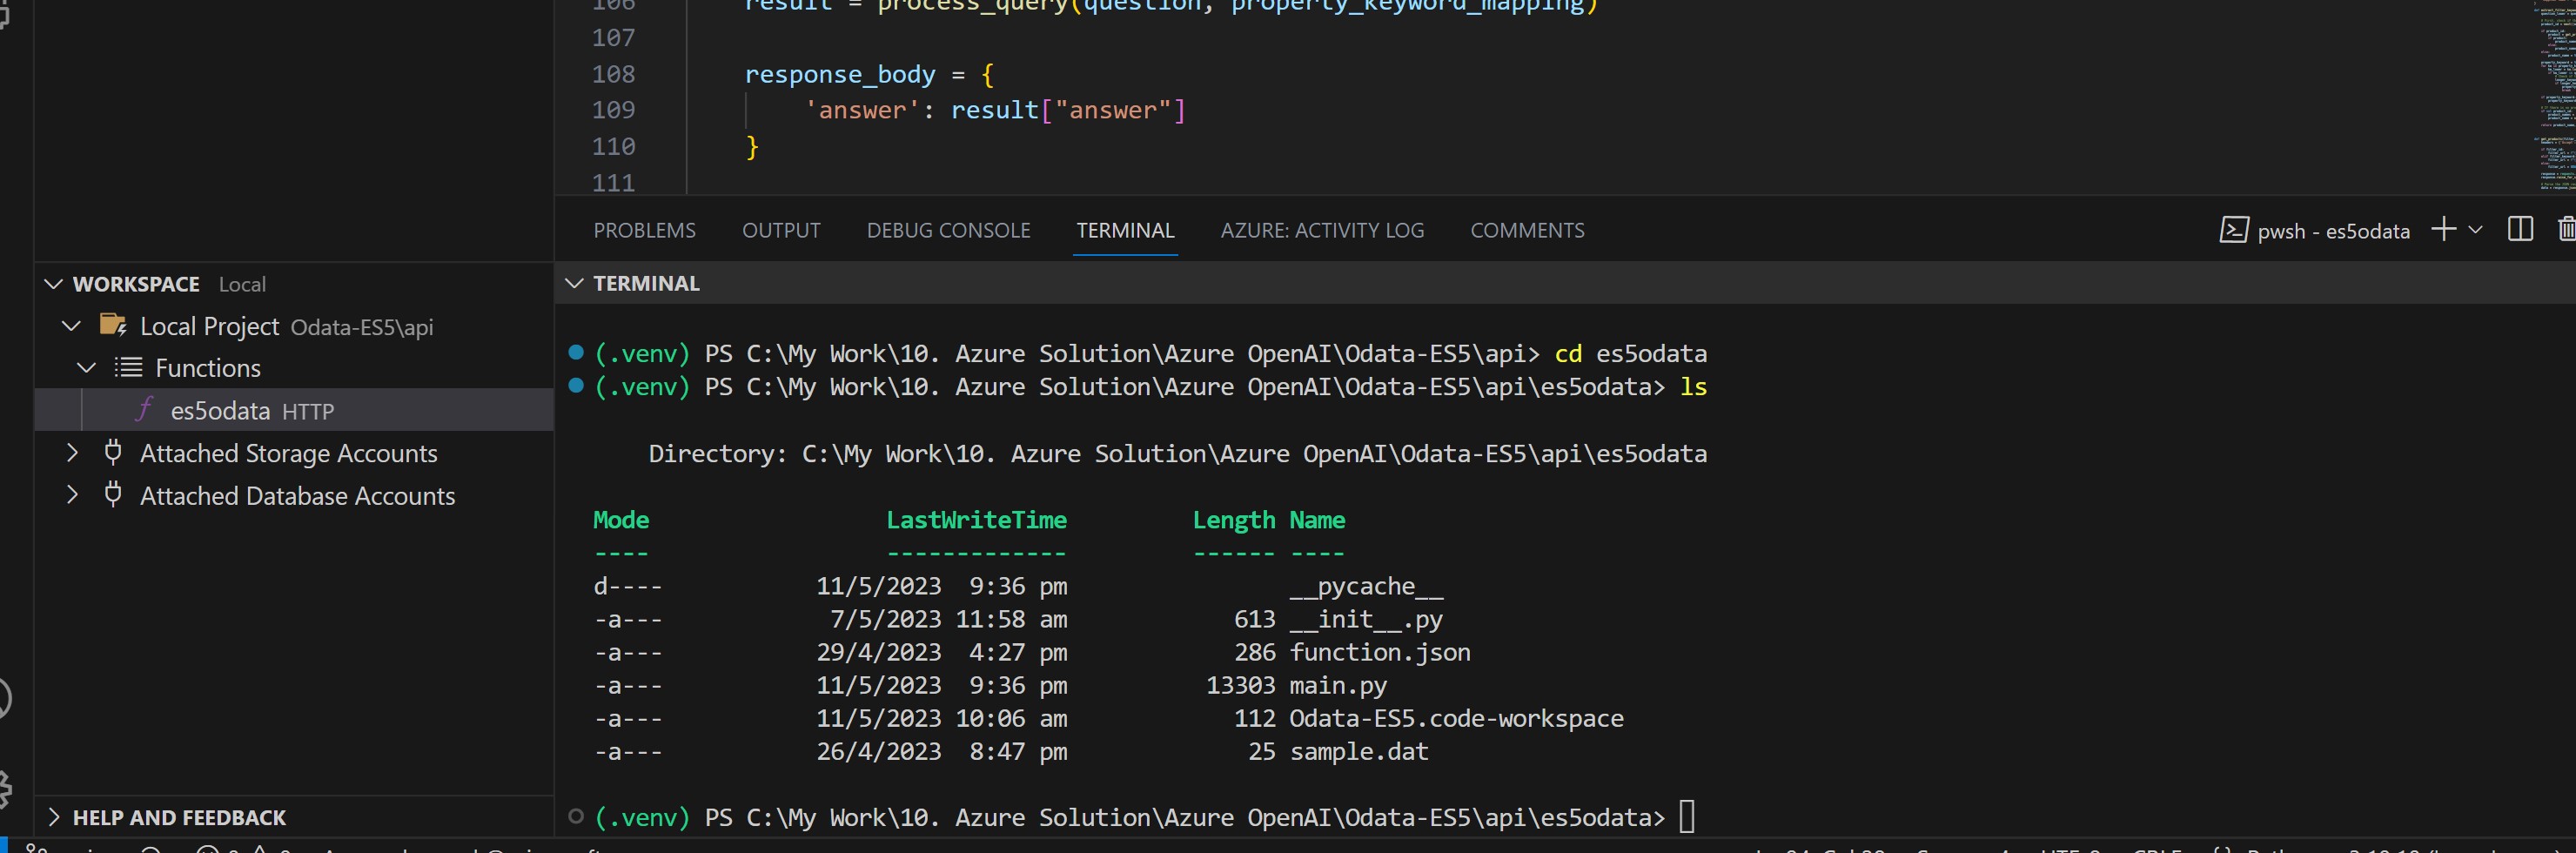 106 result = process_query(question, property_keyword_mapping)
107
108 response_body = {
109 'answer': result["answer"]
110 }
111
PROBLEMS OUTPUT DEBUG CONSOLE TERMINAL AZURE: ACTIVITY LOG COMMENTS pwsh - es5odata
WORKSPACE Local
Local Project Odata-ES5\api
Functions
es5odata HTTP
Attached Storage Accounts
Attached Database Accounts
HELP AND FEEDBACK
TERMINAL
(.venv) PS C:\My Work\10. Azure Solution\Azure OpenAI\Odata-ES5\api> cd es5odata
(.venv) PS C:\My Work\10. Azure Solution\Azure OpenAI\Odata-ES5\api\es5odata> ls
Directory: C:\My Work\10. Azure Solution\Azure OpenAI\Odata-ES5\api\es5odata
Mode LastWriteTime Length Name
---- ------------- ------ ----
d---- 11/5/2023 9:36 pm __pycache__
-a--- 7/5/2023 11:58 am 613 __init__.py
-a--- 29/4/2023 4:27 pm 286 function.json
-a--- 11/5/2023 9:36 pm 13303 main.py
-a--- 11/5/2023 10:06 am 112 Odata-ES5.code-workspace
-a--- 26/4/2023 8:47 pm 25 sample.dat
(.venv) PS C:\My Work\10. Azure Solution\Azure OpenAI\Odata-ES5\api\es5odata>